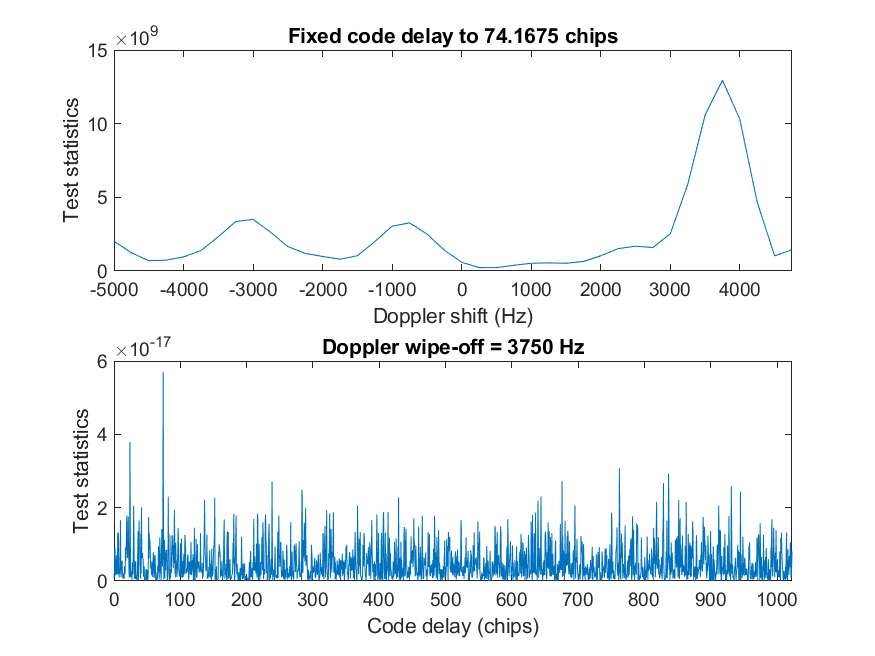 Fixed code delay to 74.1675 chips
×10^9
15
10
5
0
Test statistics
-5000 -4000 -3000 -2000 -1000 0 1000 2000 3000 4000
Doppler shift (Hz)
Doppler wipe-off = 3750 Hz
×10^-17
6
4
2
0
Test statistics
0 100 200 300 400 500 600 700 800 900 1000
Code delay (chips)